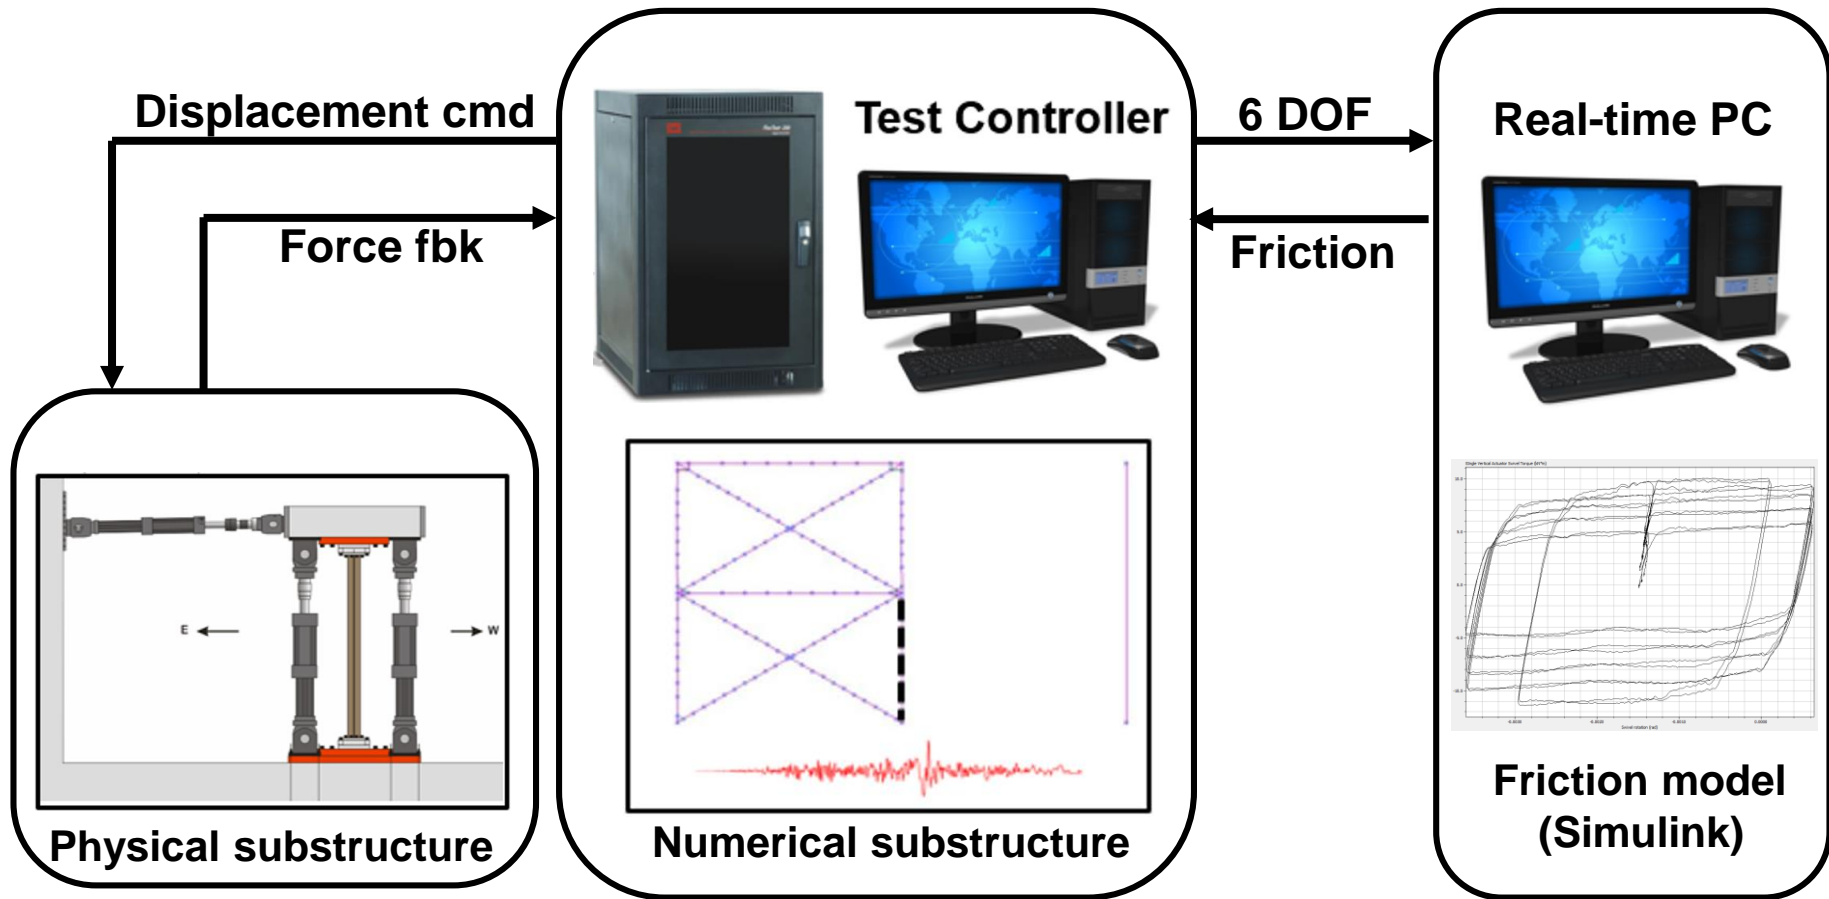 Displacement cmd
Force fbk
Test Controller
6 DOF
Friction
Real-time PC
E
W
Physical substructure
Numerical substructure
Friction model
(Simulink)